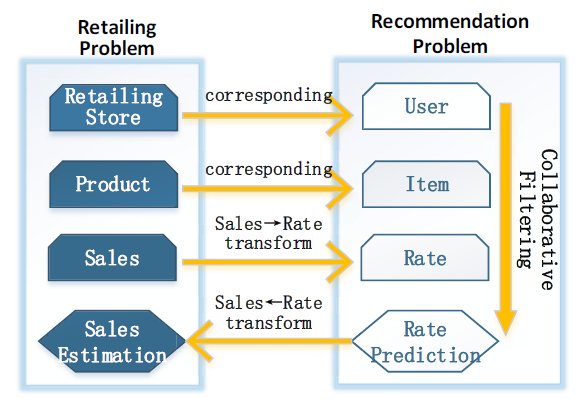 Retailing
Problem
Recommendation
Problem
Retailing
Store
corresponding
User
Product
corresponding
Item
Sales
Sales→Rate
transform
Rate
Sales
Estimation
Sales←Rate
transform
Rate
Prediction
Collaborative
Filtering